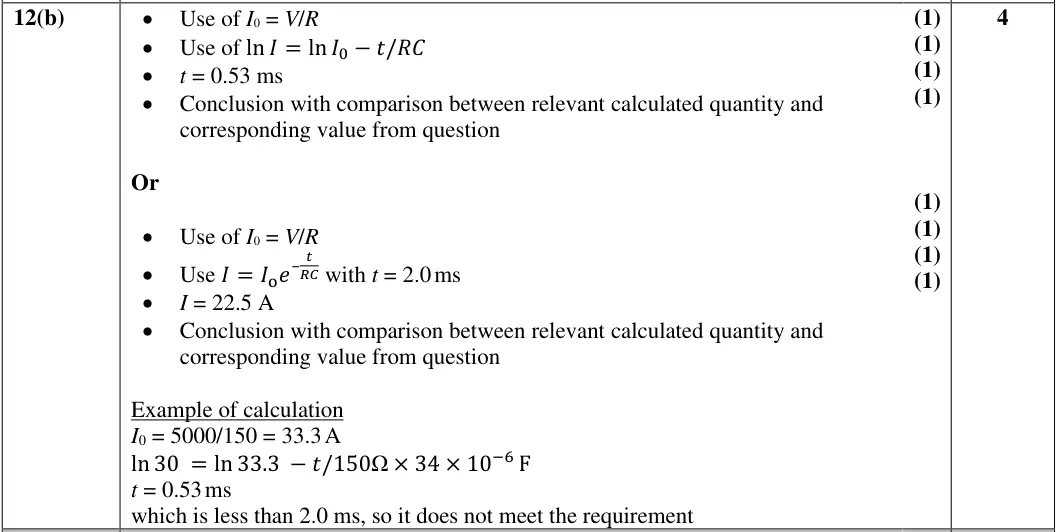 12(b)
• Use of I₀ = V/R (1) 4
• Use of ln I = ln I₀ − t/RC (1)
• t = 0.53 ms (1)
• Conclusion with comparison between relevant calculated quantity and (1)
corresponding value from question
Or
(1)
• Use of I₀ = V/R (1)
• Use I = I₀e^(−t/RC) with t = 2.0 ms (1)
• I = 22.5 A (1)
• Conclusion with comparison between relevant calculated quantity and
corresponding value from question
Example of calculation
I₀ = 5000/150 = 33.3 A
ln 30 = ln 33.3 − t/150Ω × 34 × 10⁻⁶ F
t = 0.53 ms
which is less than 2.0 ms, so it does not meet the requirement